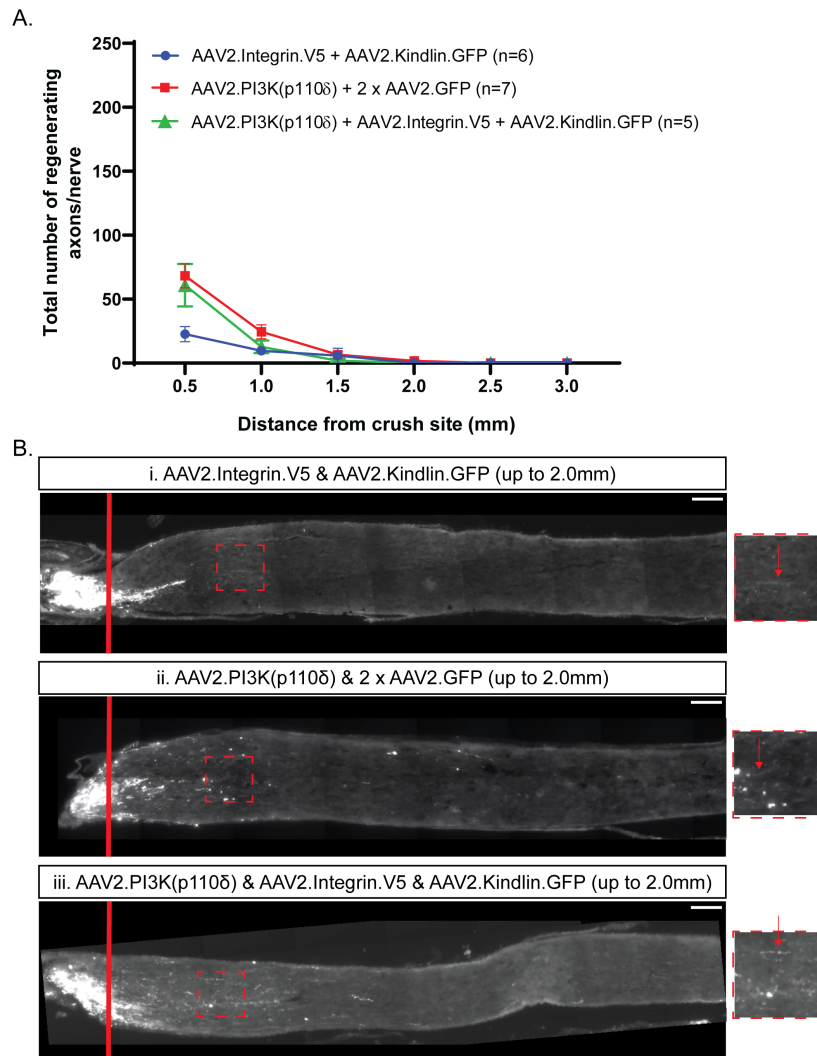 A.
250
200
150
100
50
0
Total number of regenerating
axons/nerve
AAV2.Integrin.V5 + AAV2.Kindlin.GFP (n=6)
AAV2.PI3K(p110δ) + 2 x AAV2.GFP (n=7)
AAV2.PI3K(p110δ) + AAV2.Integrin.V5 + AAV2.Kindlin.GFP (n=5)
0.5 1.0 1.5 2.0 2.5 3.0
Distance from crush site (mm)
B.
i. AAV2.Integrin.V5 & AAV2.Kindlin.GFP (up to 2.0mm)
ii. AAV2.PI3K(p110δ) & 2 x AAV2.GFP (up to 2.0mm)
iii. AAV2.PI3K(p110δ) & AAV2.Integrin.V5 & AAV2.Kindlin.GFP (up to 2.0mm)